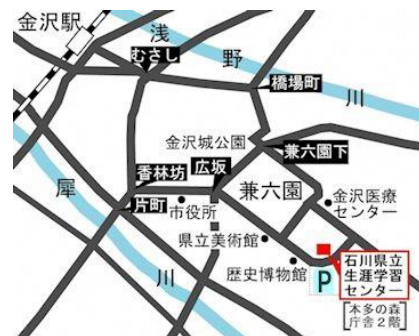 金沢駅
浅
野
川
むさし
橋場町
金沢城公園
兼六園下
香林坊
広坂
兼六園
金沢医療
センター
片町
市役所
犀
川
県立美術館
歴史博物館
P
石川県立
生涯学習
センター
本多の森
庁舎2階